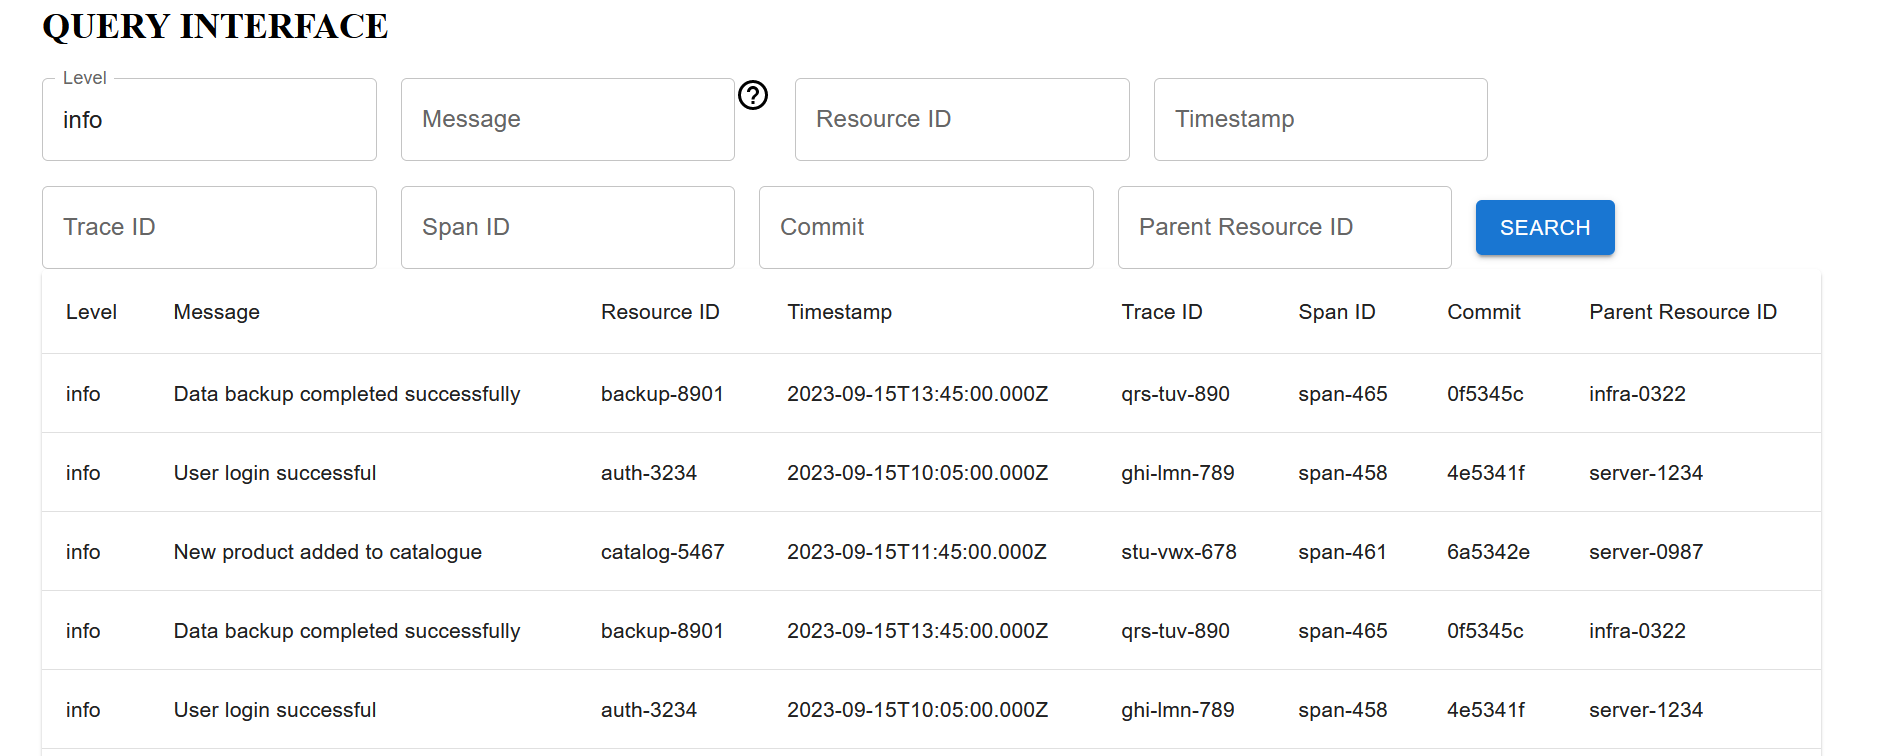 QUERY INTERFACE
Level
info
Message
?
Resource ID
Timestamp
Trace ID
Span ID
Commit
Parent Resource ID
SEARCH
Level Message Resource ID Timestamp Trace ID Span ID Commit Parent Resource ID
info Data backup completed successfully backup-8901 2023-09-15T13:45:00.000Z qrs-tuv-890 span-465 0f5345c infra-0322
info User login successful auth-3234 2023-09-15T10:05:00.000Z ghi-lmn-789 span-458 4e5341f server-1234
info New product added to catalogue catalog-5467 2023-09-15T11:45:00.000Z stu-vwx-678 span-461 6a5342e server-0987
info Data backup completed successfully backup-8901 2023-09-15T13:45:00.000Z qrs-tuv-890 span-465 0f5345c infra-0322
info User login successful auth-3234 2023-09-15T10:05:00.000Z ghi-lmn-789 span-458 4e5341f server-1234